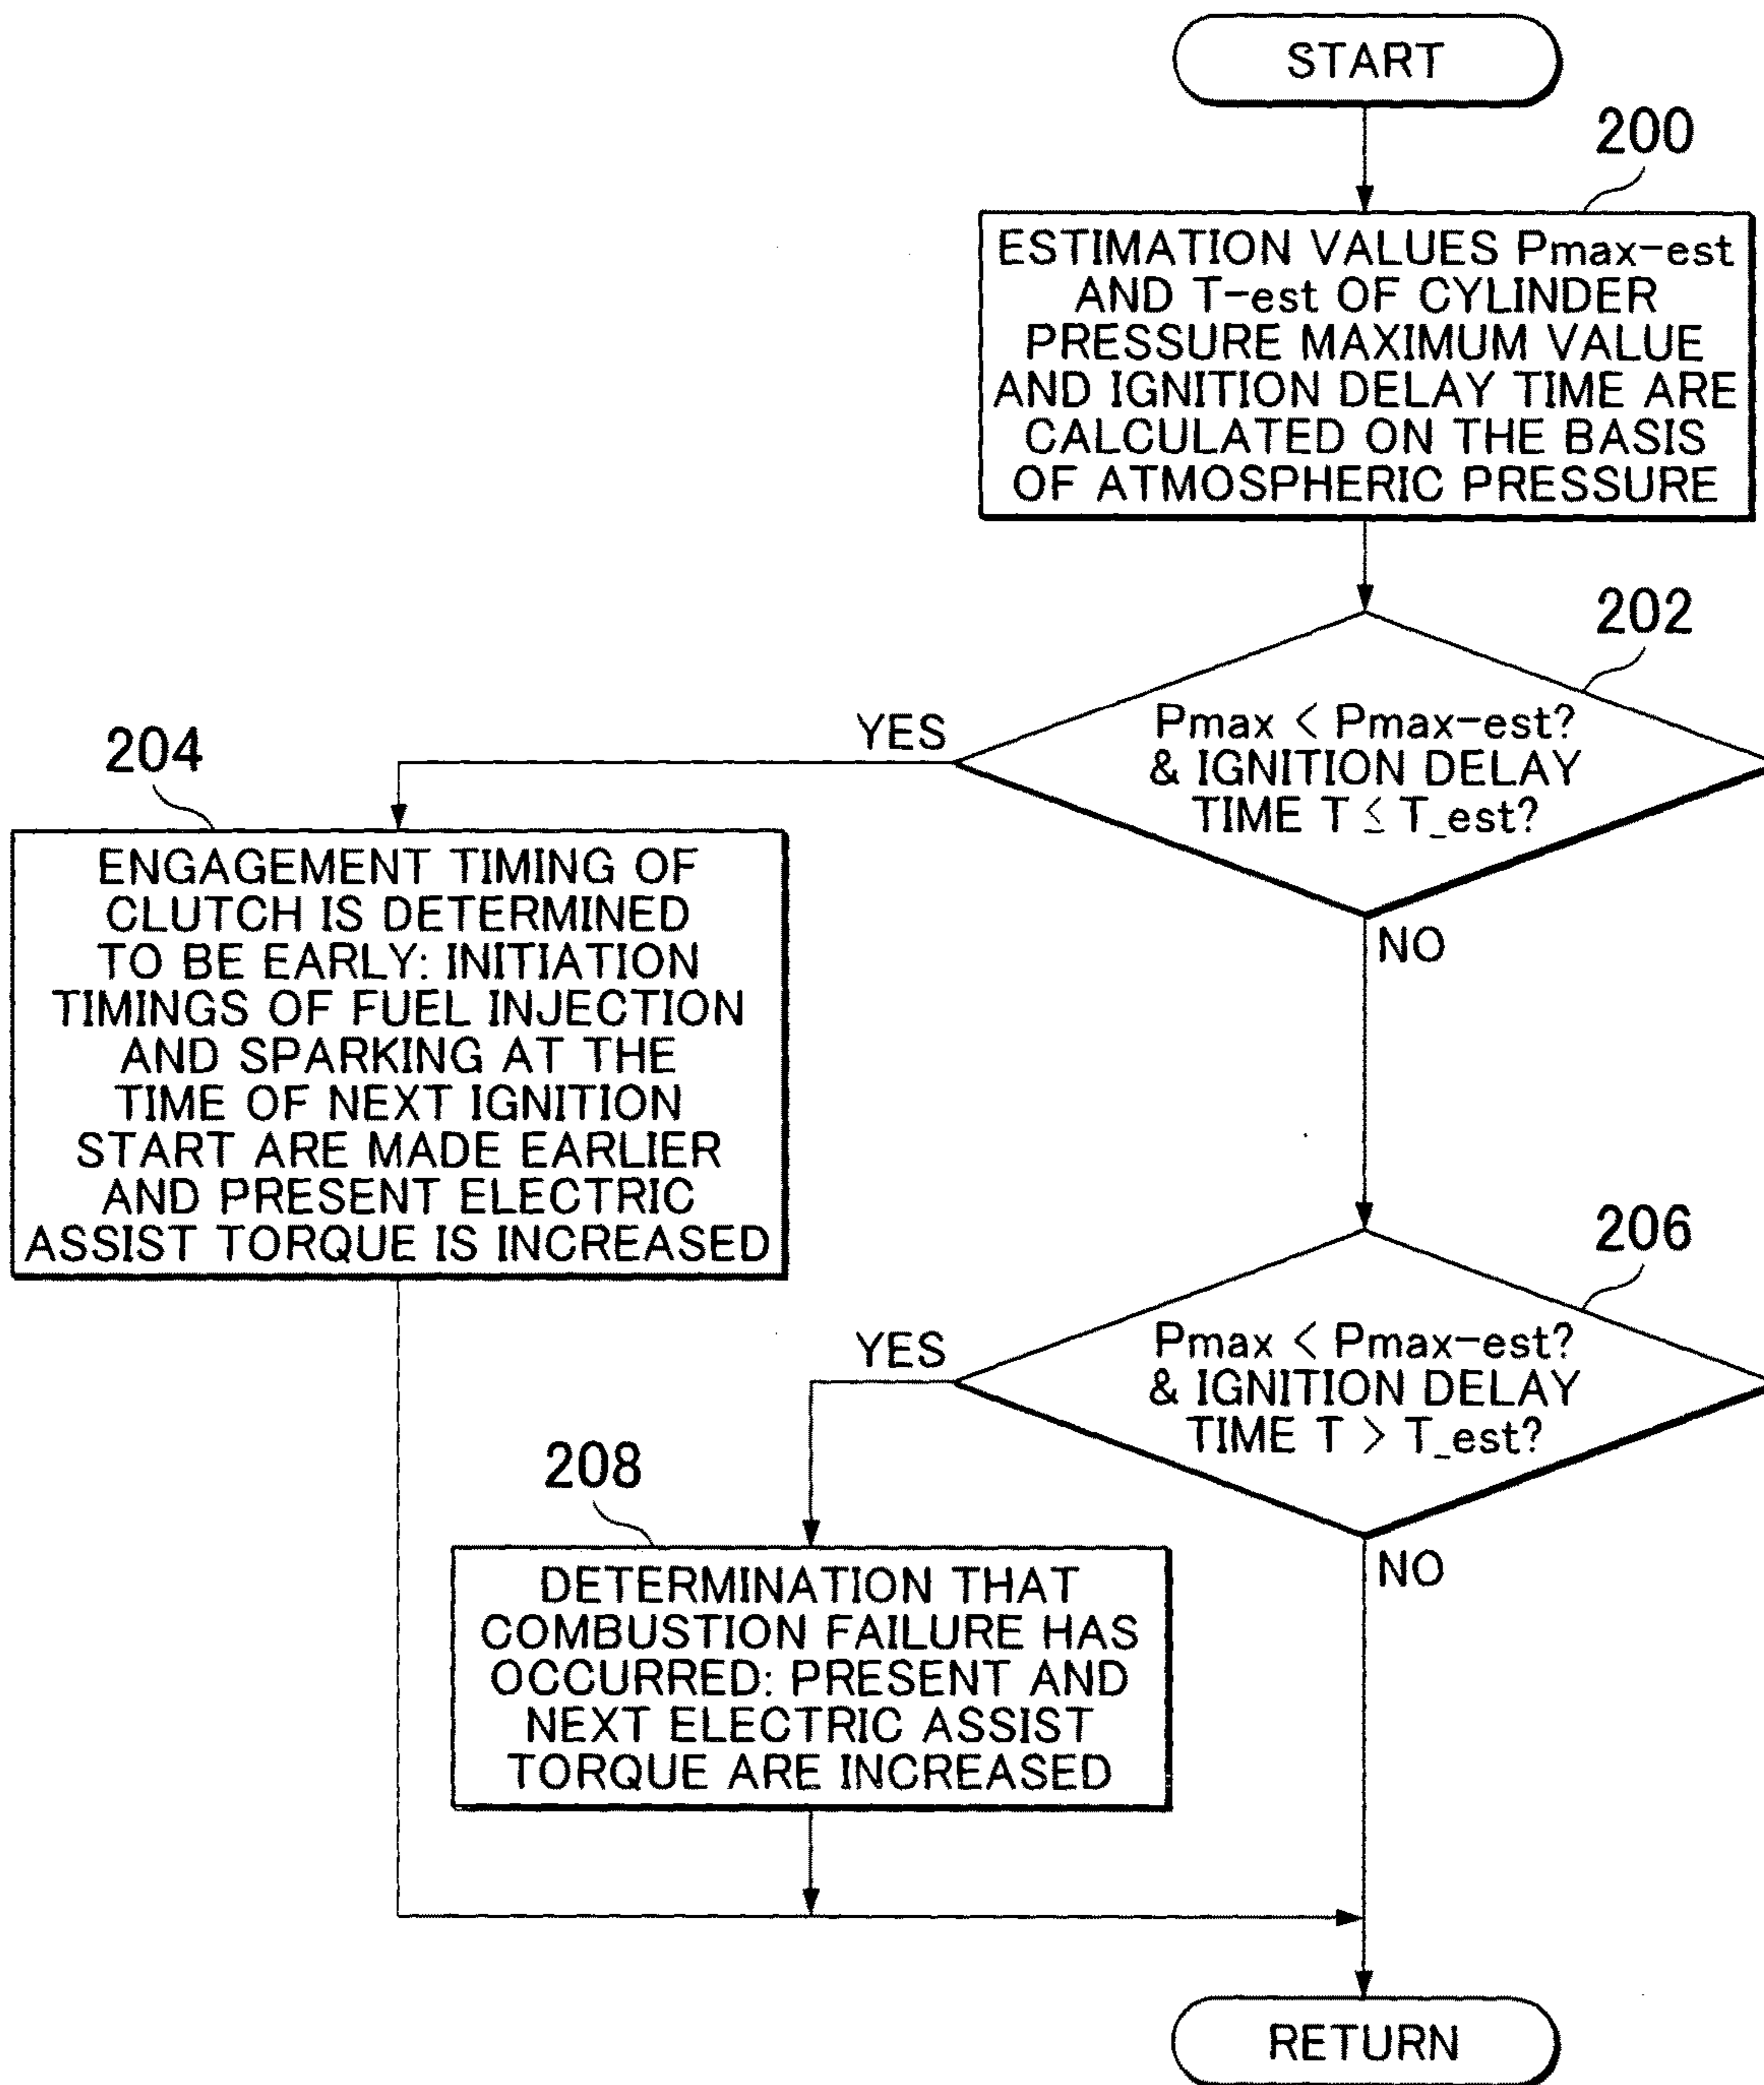 START
200
ESTIMATION VALUES Pmax-est
AND T-est OF CYLINDER
PRESSURE MAXIMUM VALUE
AND IGNITION DELAY TIME ARE
CALCULATED ON THE BASIS
OF ATMOSPHERIC PRESSURE
202
Pmax < Pmax-est?
& IGNITION DELAY
TIME T ≤ T_est?
YES
NO
204
ENGAGEMENT TIMING OF
CLUTCH IS DETERMINED
TO BE EARLY: INITIATION
TIMINGS OF FUEL INJECTION
AND SPARKING AT THE
TIME OF NEXT IGNITION
START ARE MADE EARLIER
AND PRESENT ELECTRIC
ASSIST TORQUE IS INCREASED
206
Pmax < Pmax-est?
& IGNITION DELAY
TIME T > T_est?
YES
NO
208
DETERMINATION THAT
COMBUSTION FAILURE HAS
OCCURRED: PRESENT AND
NEXT ELECTRIC ASSIST
TORQUE ARE INCREASED
RETURN